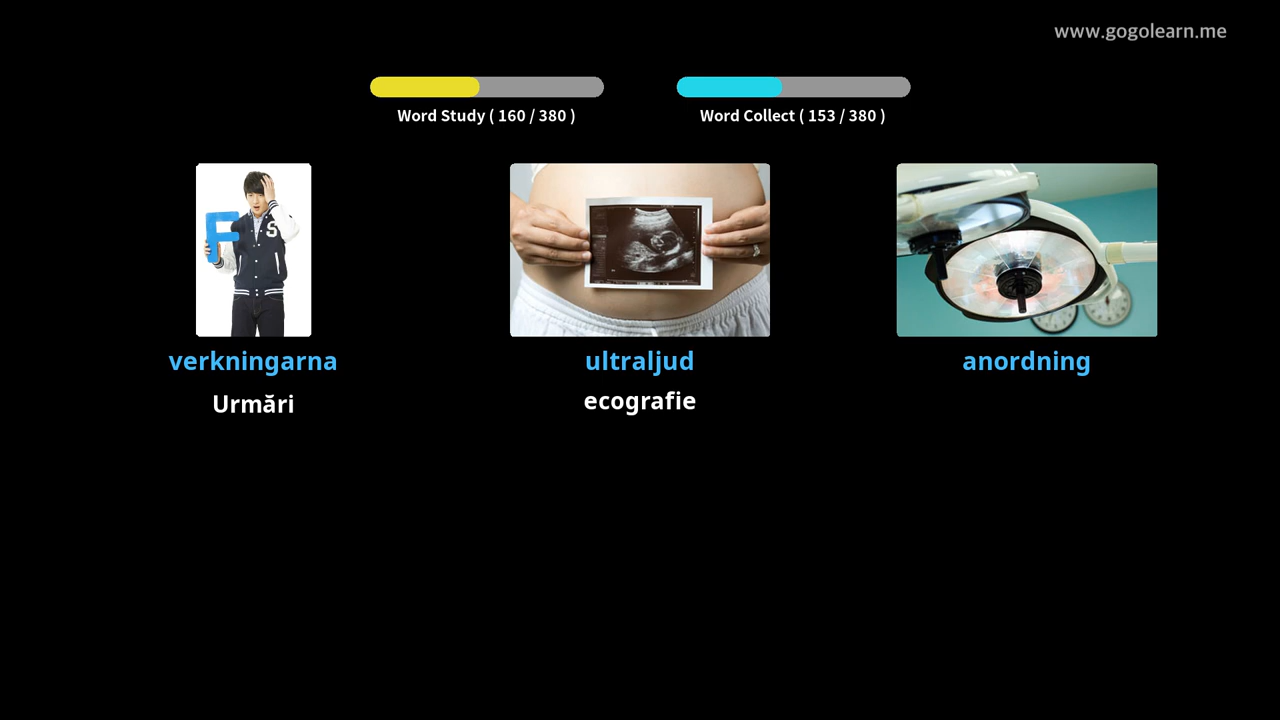 www.gogolearn.me
Word Study ( 160 / 380 )
Word Collect ( 153 / 380 )
F
S
verkningarna
ultraljud
anordning
Urmări
ecografie